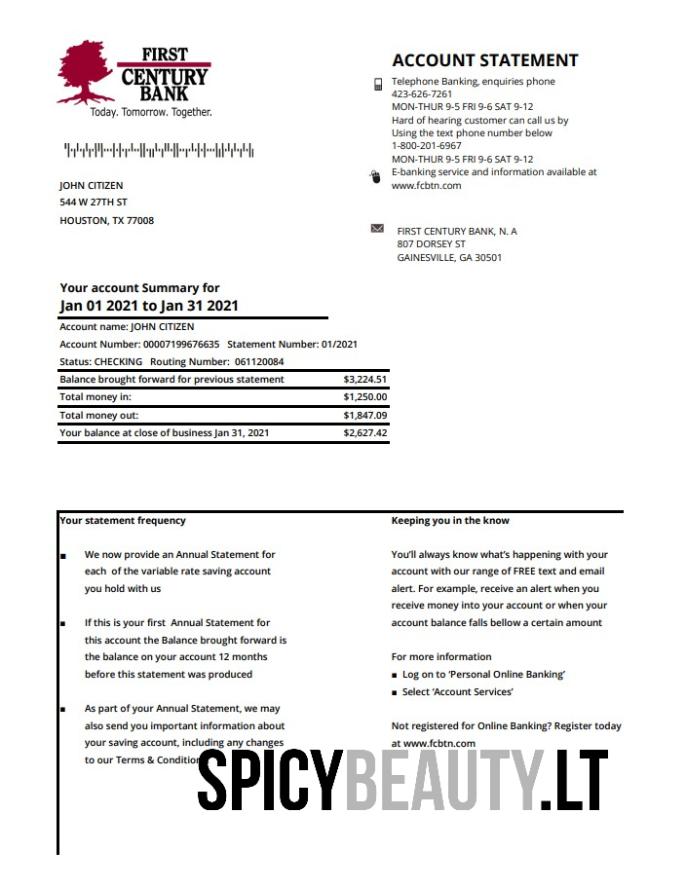 FIRST
CENTURY
BANK
Today. Tomorrow. Together.
ACCOUNT STATEMENT
Telephone Banking, enquiries phone
423-626-7261
MON-THUR 9-5 FRI 9-6 SAT 9-12
Hard of hearing customer can call us by
Using the text phone number below
1-800-201-6967
MON-THUR 9-5 FRI 9-6 SAT 9-12
E-banking service and information available at
www.fcbtn.com
JOHN CITIZEN
544 W 27TH ST
HOUSTON, TX 77008
FIRST CENTURY BANK, N. A
807 DORSEY ST
GAINESVILLE, GA 30501
Your account Summary for
Jan 01 2021 to Jan 31 2021
Account name: JOHN CITIZEN
Account Number: 00007199676635 Statement Number: 01/2021
Status: CHECKING Routing Number: 061120084
Balance brought forward for previous statement $3,224.51
Total money in: $1,250.00
Total money out: $1,847.09
Your balance at close of business Jan 31, 2021 $2,627.42
Your statement frequency
We now provide an Annual Statement for
each of the variable rate saving account
you hold with us
If this is your first Annual Statement for
this account the Balance brought forward is
the balance on your account 12 months
before this statement was produced
As part of your Annual Statement, we may
also send you important information about
your saving account, including any changes
to our Terms & Condition
Keeping you in the know
You'll always know what's happening with your
account with our range of FREE text and email
alert. For example, receive an alert when you
receive money into your account or when your
account balance falls bellow a certain amount
For more information
Log on to 'Personal Online Banking'
Select 'Account Services'
Not registered for Online Banking? Register today
at www.fcbtn.com
SPICYBEAUTY.LT